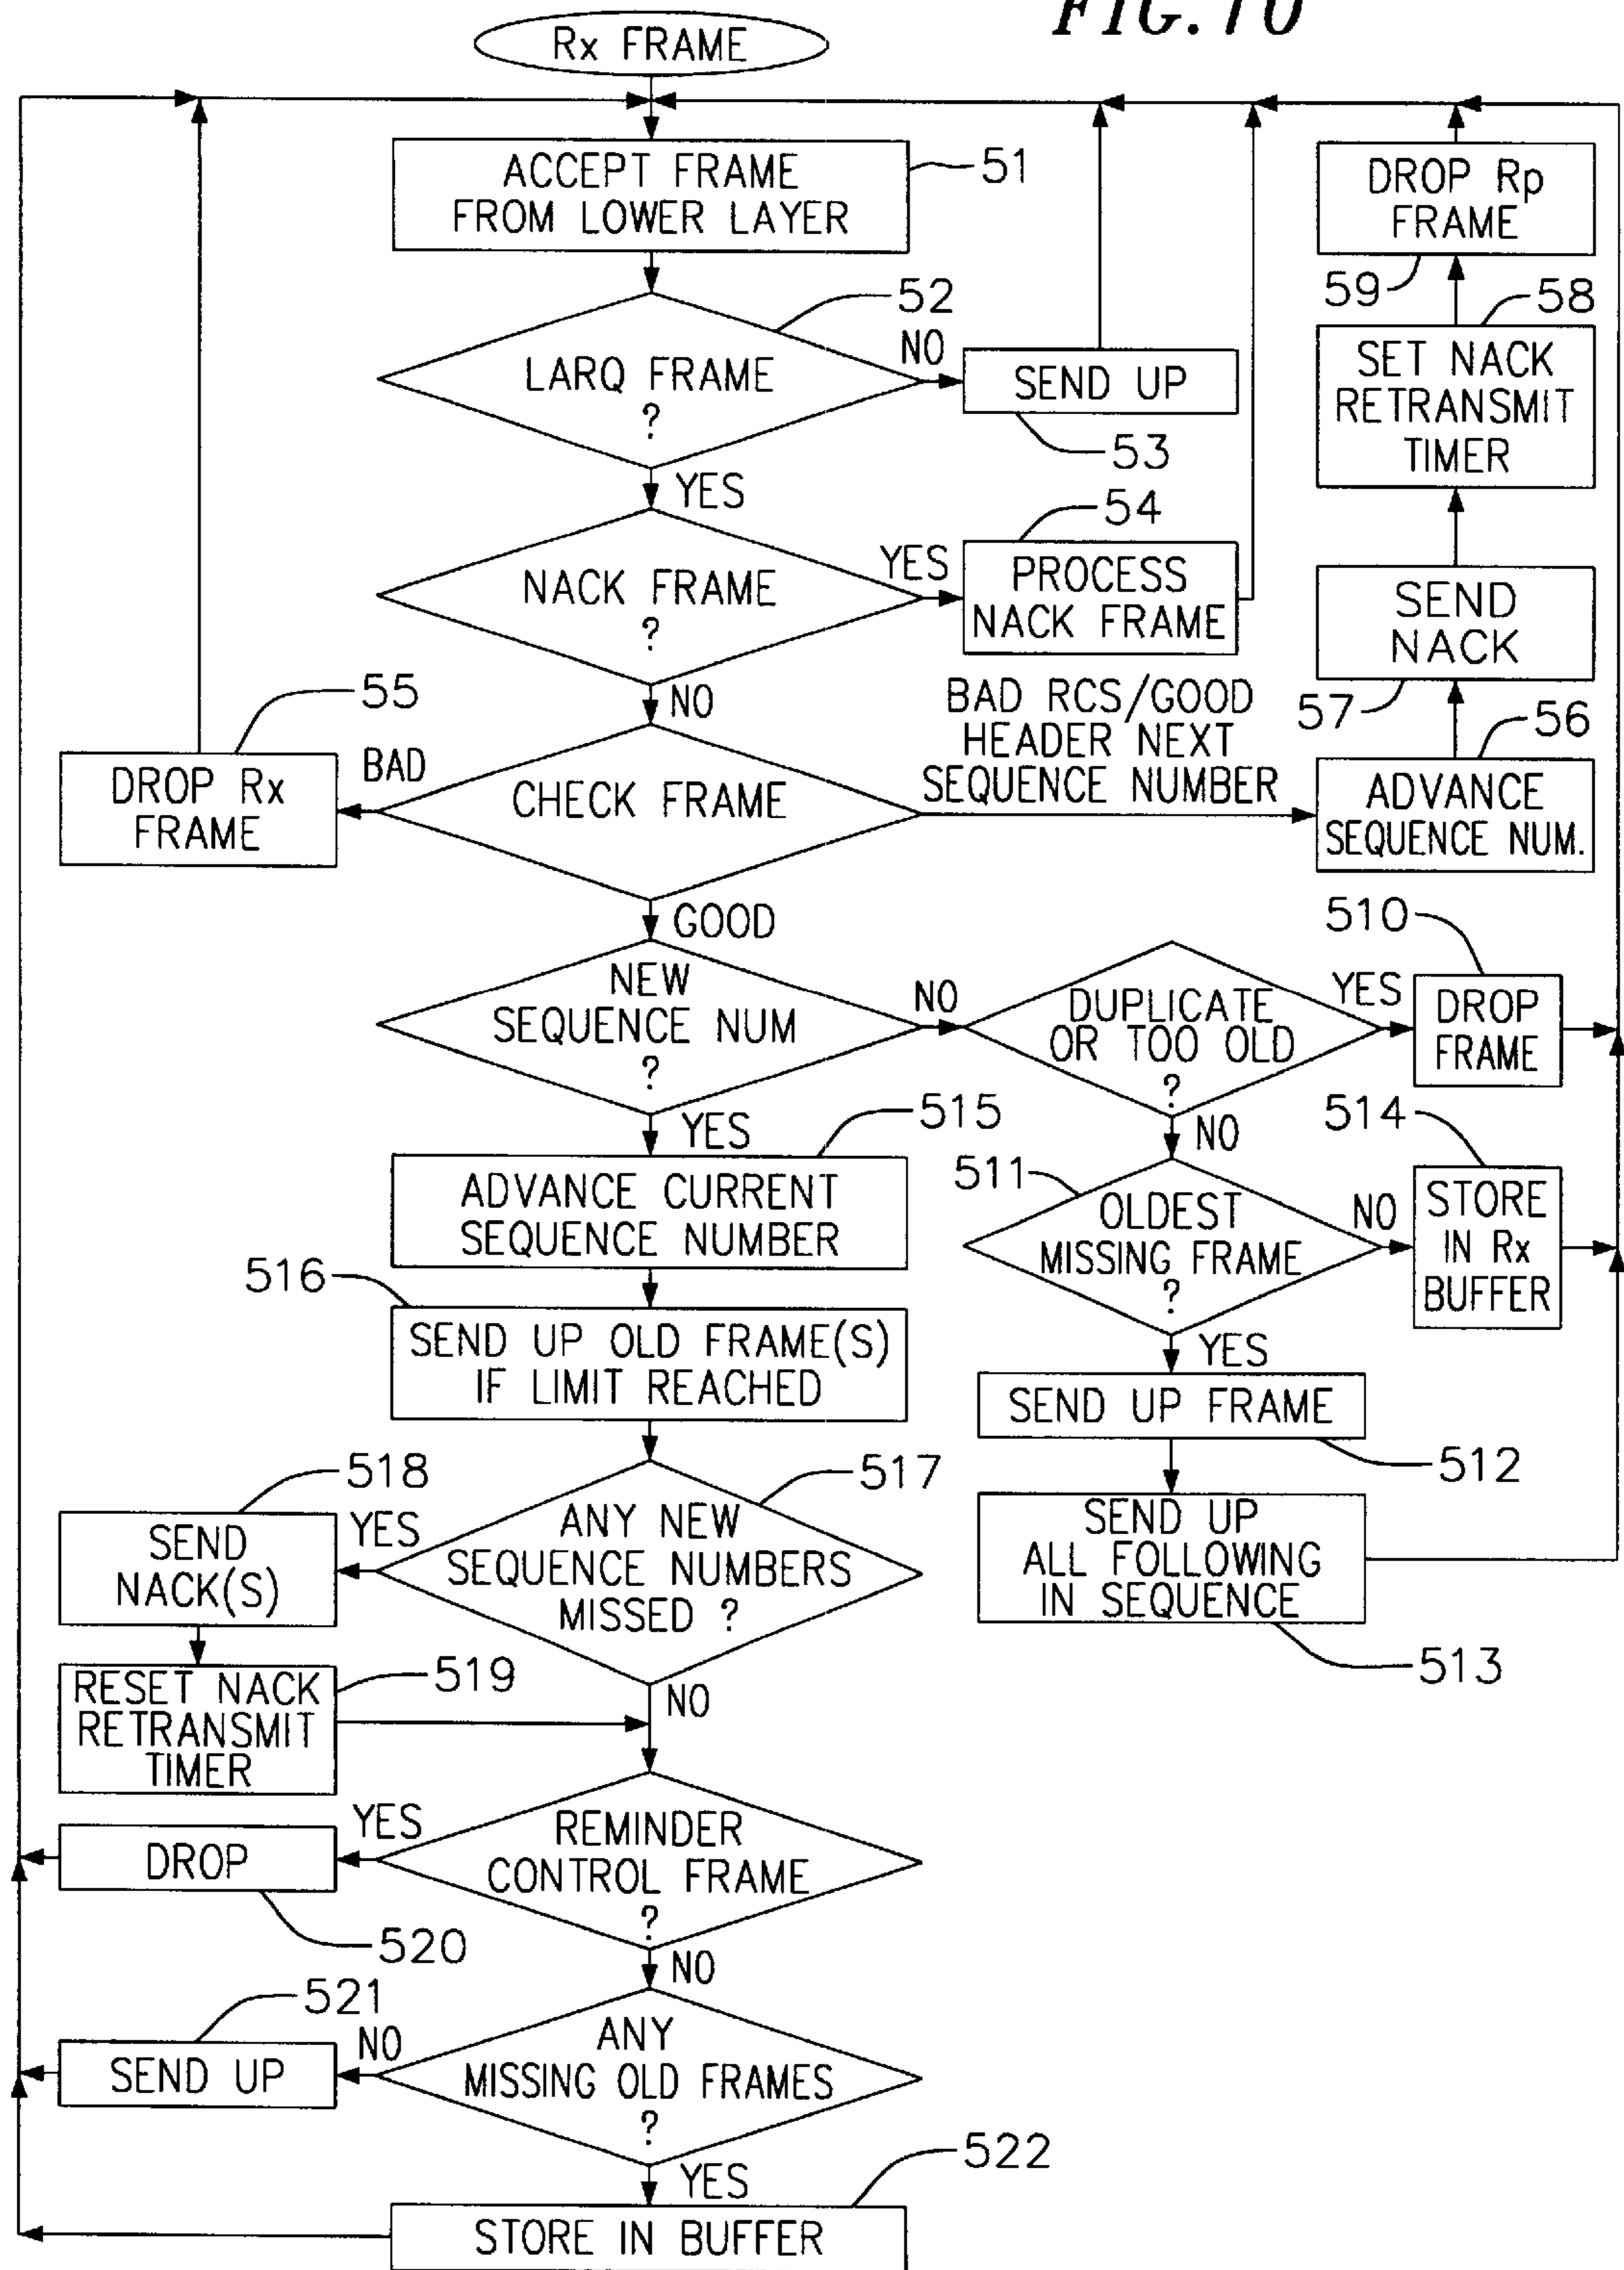 FIG. 70
Rx FRAME
ACCEPT FRAME
FROM LOWER LAYER
51
DROP Rp
FRAME
59
52
LARQ FRAME
?
NO
SEND UP
53
58
SET NACK
RETRANSMIT
TIMER
YES
54
NACK FRAME
?
YES
PROCESS
NACK FRAME
SEND
NACK
57
NO
55
DROP Rx
FRAME
BAD
CHECK FRAME
BAD RCS/GOOD
HEADER NEXT
SEQUENCE NUMBER
56
ADVANCE
SEQUENCE NUM.
GOOD
NEW
SEQUENCE NUM
?
NO
DUPLICATE
OR TOO OLD
?
YES
510
DROP
FRAME
YES
515
ADVANCE CURRENT
SEQUENCE NUMBER
NO
511
OLDEST
MISSING FRAME
?
NO
514
STORE
IN Rx
BUFFER
516
SEND UP OLD FRAME(S)
IF LIMIT REACHED
YES
SEND UP FRAME
512
517
ANY NEW
SEQUENCE NUMBERS
MISSED ?
YES
518
SEND
NACK(S)
SEND UP
ALL FOLLOWING
IN SEQUENCE
513
519
RESET NACK
RETRANSMIT
TIMER
NO
REMINDER
CONTROL FRAME
?
YES
DROP
520
NO
521
SEND UP
NO
ANY
MISSING OLD FRAMES
?
YES
522
STORE IN BUFFER